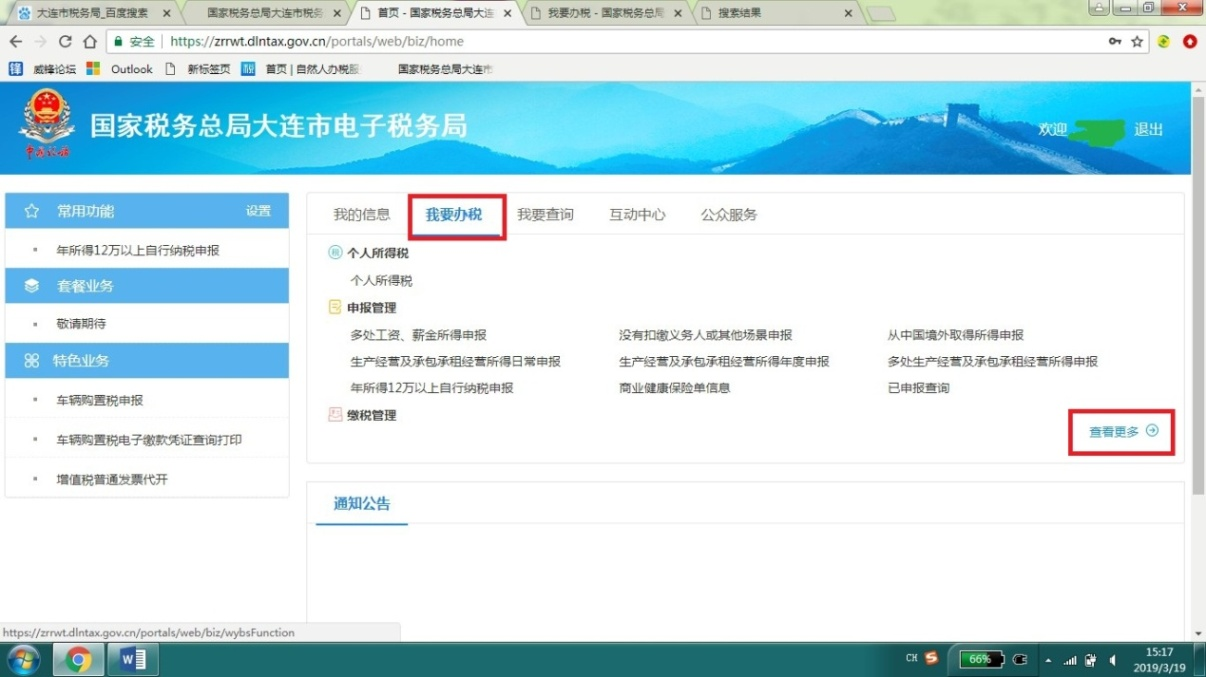 大连市税务局_百度搜索
国家税务总局大连市税务
首页 - 国家税务总局大连
我要办税 - 国家税务总局
搜索结果
安全 | https://zrrwt.dlntax.gov.cn/portals/web/biz/home
威锋论坛 Outlook 新标签页 首页 | 自然人办税服 国家税务总局大连市
国家税务总局大连市电子税务局
欢迎 退出
常用功能 设置
年所得12万以上自行纳税申报
套餐业务
敬请期待
特色业务
车辆购置税申报
车辆购置税电子缴款凭证查询打印
增值税普通发票代开
我的信息 我要办税 我要查询 互动中心 公众服务
税 个人所得税
个人所得税
申报管理
多处工资、薪金所得申报 没有扣缴义务人或其他场景申报 从中国境外取得所得申报
生产经营及承包承租经营所得日常申报 生产经营及承包承租经营所得年度申报 多处生产经营及承包承租经营所得申报
年所得12万以上自行纳税申报 商业健康保险单信息 已申报查询
缴税管理
查看更多
通知公告
https://zrrwt.dlntax.gov.cn/portals/web/biz/wybsFunction
CH 66% 15:17
2019/3/19